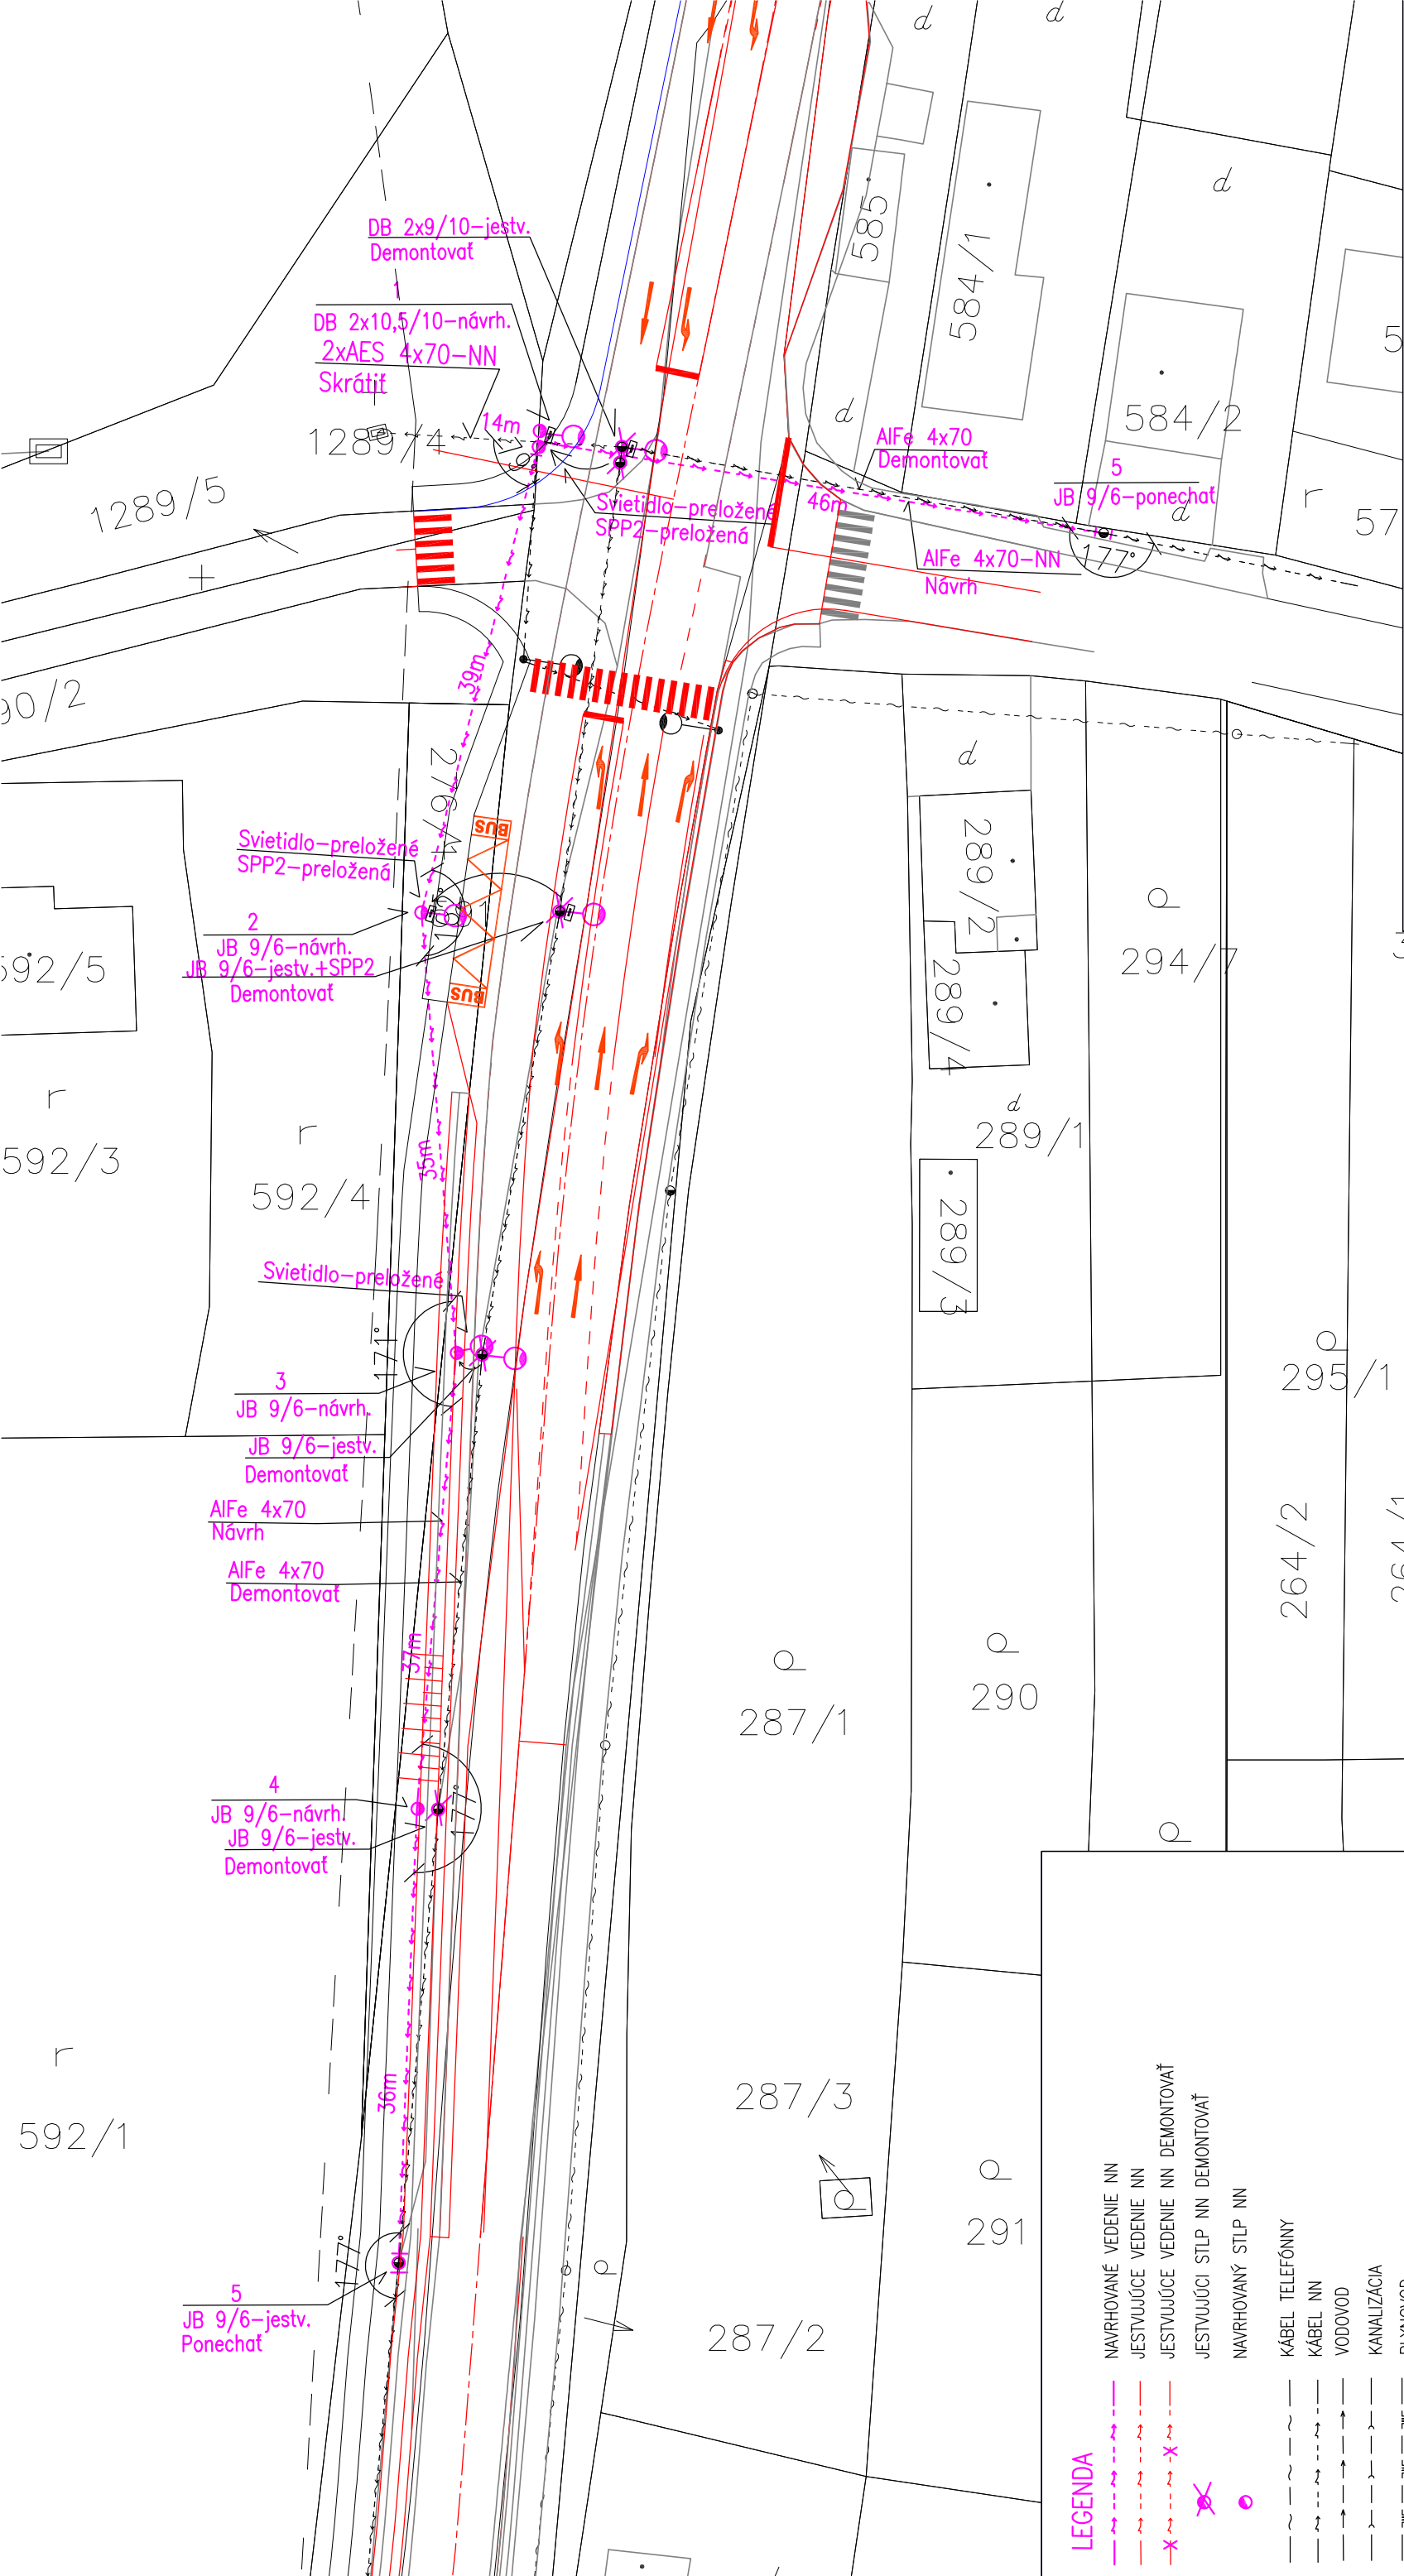 d
d
d
585
584/1
DB 2x9/10-jestv.
Demontovať
1
DB 2x10,5/10-návrh.
2xAES 4x70-NN
Skrátiť
14m
1289/4
d
584/2
AlFe 4x70
Demontovať
5
JB 9/6-ponechať
1289/5
Svietidlo-preložené
SPP2-preložená
46m
d
r
177°
AlFe 4x70-NN
Návrh
39m
90/2
276/4
d
BUS
Svietidlo-preložené
SPP2-preložená
289/2
2
JB 9/6-návrh.
JB 9/6-jestv.+SPP2
Demontovať
592/5
294/7
BUS
289/4
r
r
d
289/1
35m
592/3
592/4
289/3
Svietidlo-preložené
171°
295/1
3
JB 9/6-návrh.
JB 9/6-jestv.
Demontovať
AlFe 4x70
Návrh
264/2
AlFe 4x70
Demontovať
37m
290
287/1
4
JB 9/6-návrh.
JB 9/6-jestv.
Demontovať
177°
r
36m
287/3
592/1
291
177°
5
JB 9/6-jestv.
Ponechať
287/2
LEGENDA
NAVRHOVANÉ VEDENIE NN
JESTVUJÚCE VEDENIE NN
JESTVUJÚCE VEDENIE NN DEMONTOVAŤ
JESTVUJÚCI STLP NN DEMONTOVAŤ
NAVRHOVANÝ STLP NN
KÁBEL TELEFÓNNY
KÁBEL NN
VODOVOD
KANALIZÁCIA